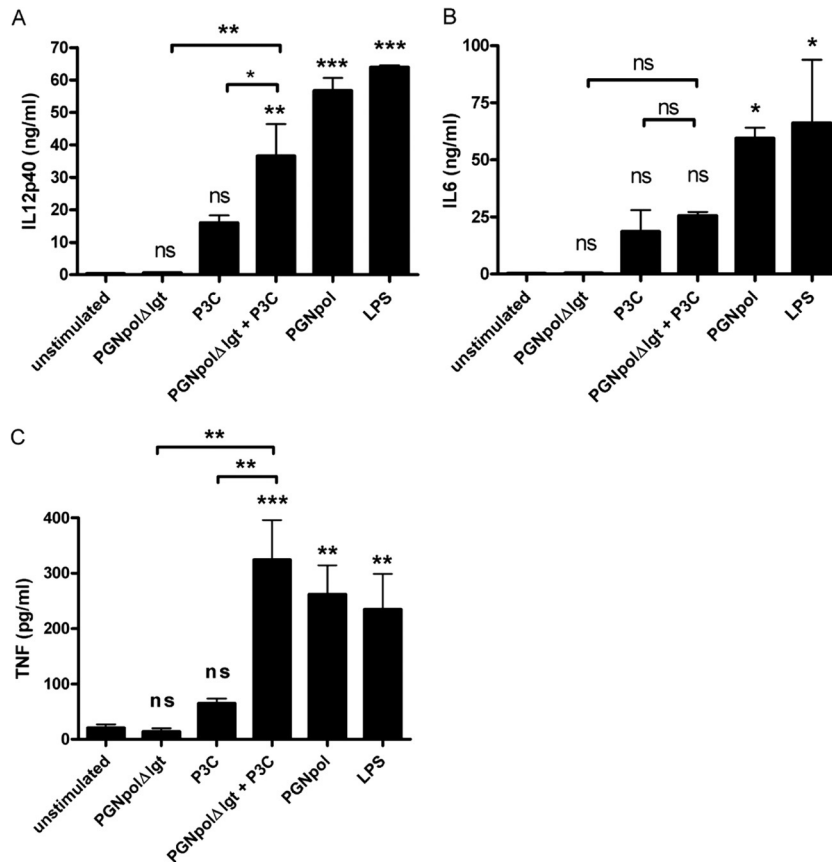 A
**
*
ns
ns
**
***
***
IL12p40 (ng/ml)
70
60
50
40
30
20
10
0
unstimulated
PGNpolΔlgt
P3C
PGNpolΔlgt + P3C
PGNpol
LPS
B
ns
ns
ns
ns
ns
*
*
IL6 (ng/ml)
100
75
50
25
0
unstimulated
PGNpolΔlgt
P3C
PGNpolΔlgt + P3C
PGNpol
LPS
C
**
**
ns
ns
***
**
**
TNF (pg/ml)
400
300
200
100
0
unstimulated
PGNpolΔlgt
P3C
PGNpolΔlgt + P3C
PGNpol
LPS